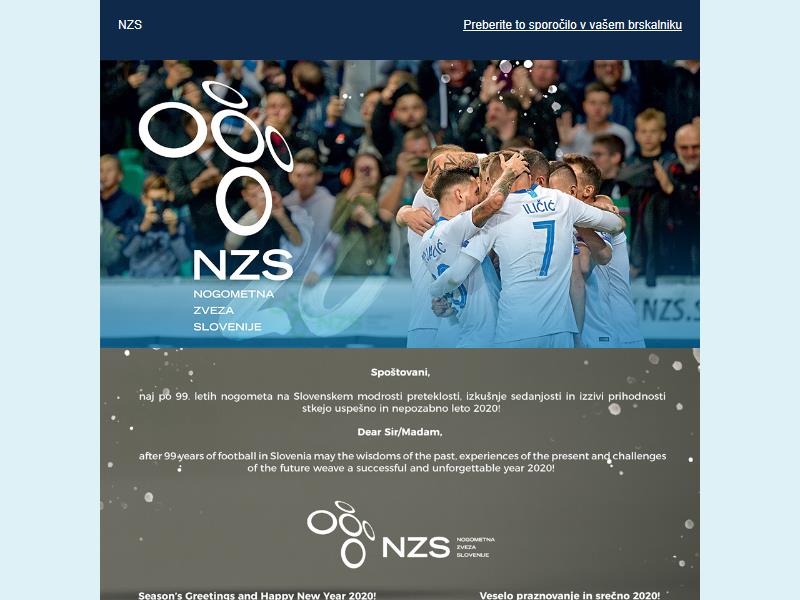 NZS
Preberite to sporočilo v vašem brskalniku
NZS
NOGOMETNA
ZVEZA
SLOVENIJE
ILIČIĆ
7
NZS.S
Spoštovani,
naj po 99. letih nogometa na Slovenskem modrosti preteklosti, izkušnje sedanjosti in izzivi prihodnosti
stkejo uspešno in nepozabno leto 2020!
Dear Sir/Madam,
after 99 years of football in Slovenia may the wisdoms of the past, experiences of the present and challenges
of the future weave a successful and unforgettable year 2020!
NZS
NOGOMETNA
ZVEZA
SLOVENIJE
Season's Greetings and Happy New Year 2020!
Veselo praznovanje in srečno 2020!